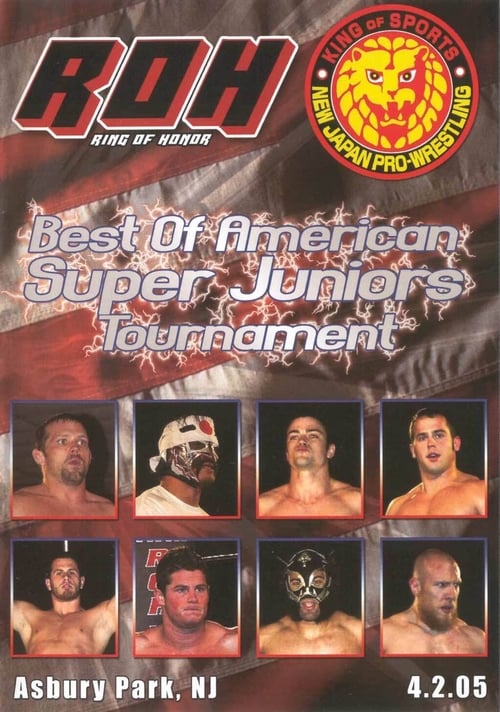 ROH
RING OF HONOR
KING OF SPORTS
NEW JAPAN PRO-WRESTLING
Best Of American
Super Juniors
Tournament
Asbury Park, NJ
4.2.05